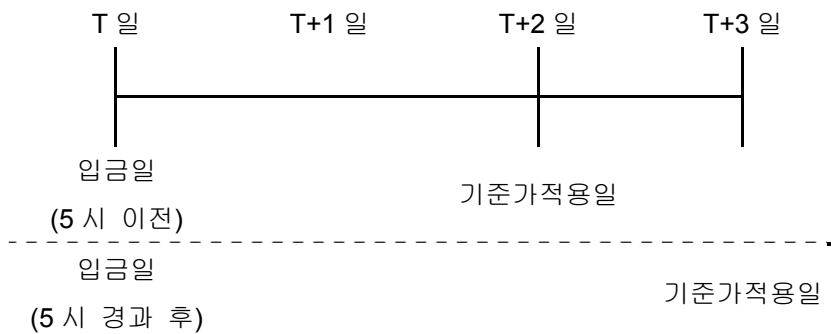 T 일 T+1 일 T+2 일 T+3 일
입금일
(5 시 이전)
기준가적용일
입금일
(5 시 경과 후)
기준가적용일